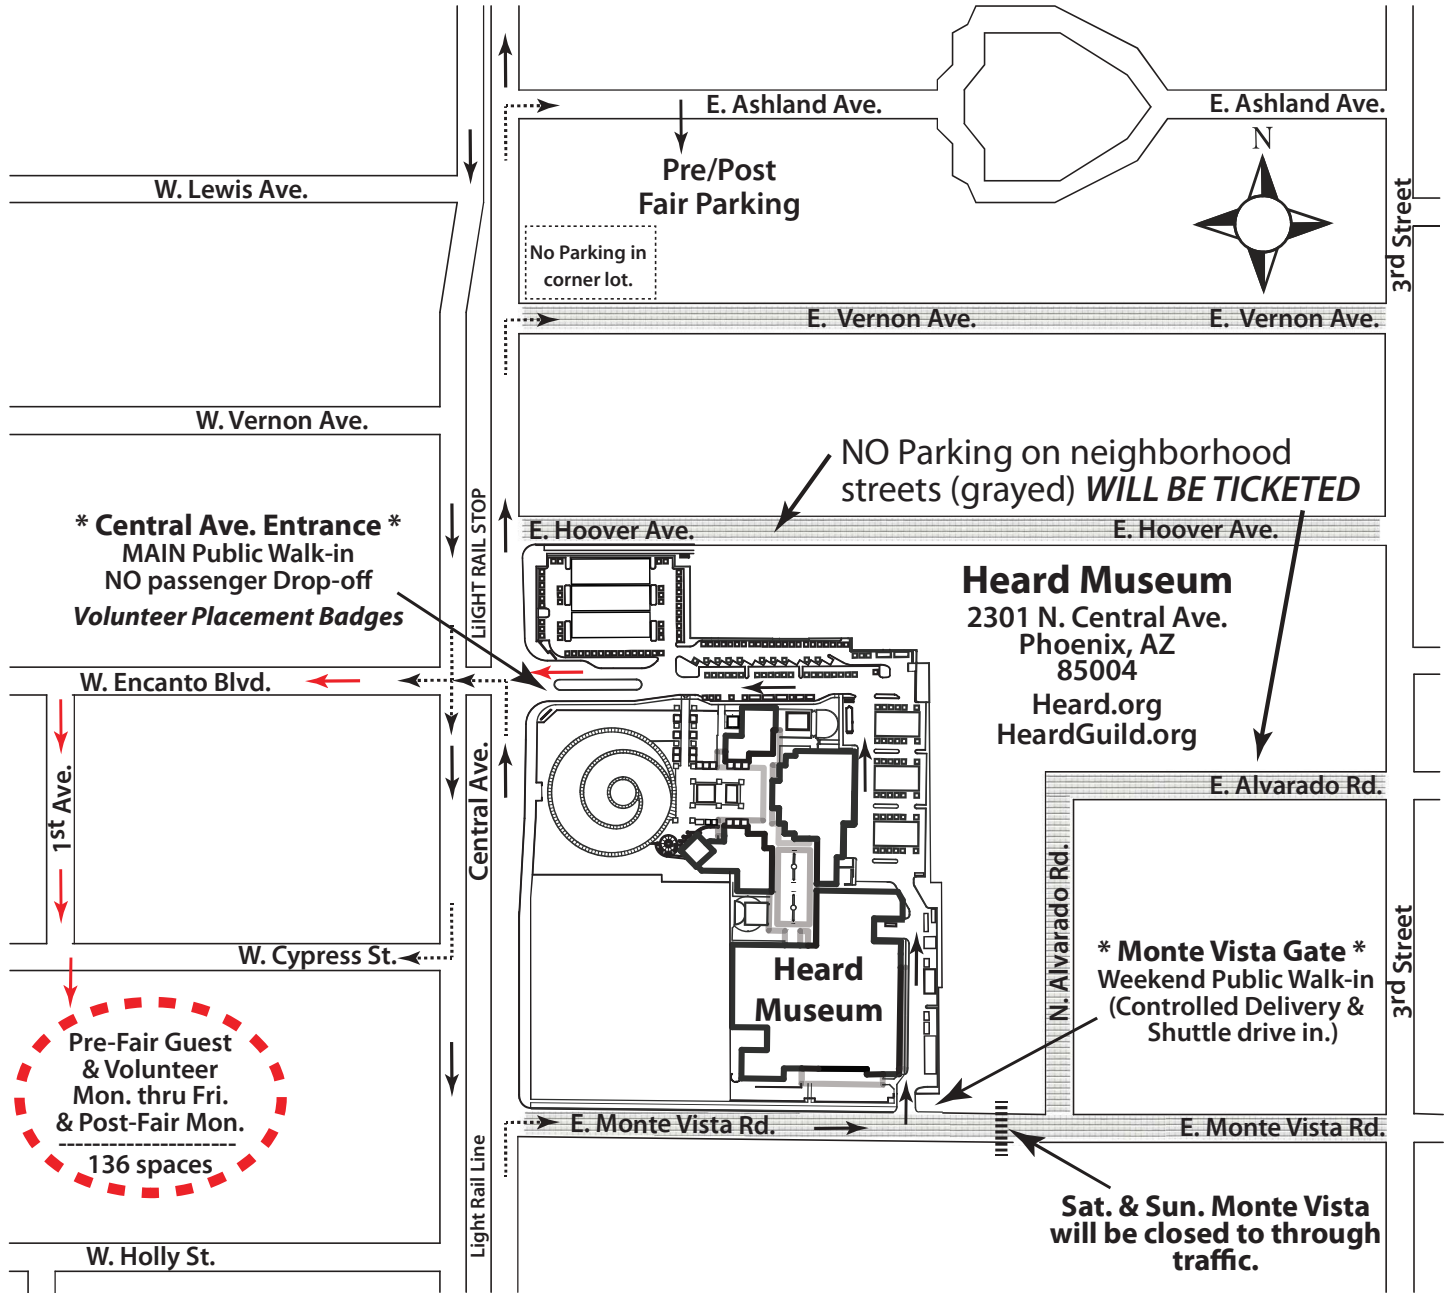 E. Ashland Ave.
E. Ashland Ave.
N
Pre/Post
Fair Parking
W. Lewis Ave.
3rd Street
No Parking in
corner lot.
E. Vernon Ave.
E. Vernon Ave.
W. Vernon Ave.
NO Parking on neighborhood
streets (grayed) WILL BE TICKETED
LiIGHT RAIL STOP
* Central Ave. Entrance *
MAIN Public Walk-in
NO passenger Drop-off
Volunteer Placement Badges
E. Hoover Ave.
E. Hoover Ave.
Heard Museum
2301 N. Central Ave.
Phoenix, AZ
85004
Heard.org
HeardGuild.org
W. Encanto Blvd.
1st Ave.
Central Ave.
E. Alvarado Rd.
N. Alvarado Rd.
3rd Street
W. Cypress St.
Heard
Museum
* Monte Vista Gate *
Weekend Public Walk-in
(Controlled Delivery &
Shuttle drive in.)
Pre-Fair Guest
& Volunteer
Mon. thru Fri.
& Post-Fair Mon.
---------------------
136 spaces
E. Monte Vista Rd.
E. Monte Vista Rd.
Light Rail Line
Sat. & Sun. Monte Vista
will be closed to through
traffic.
W. Holly St.